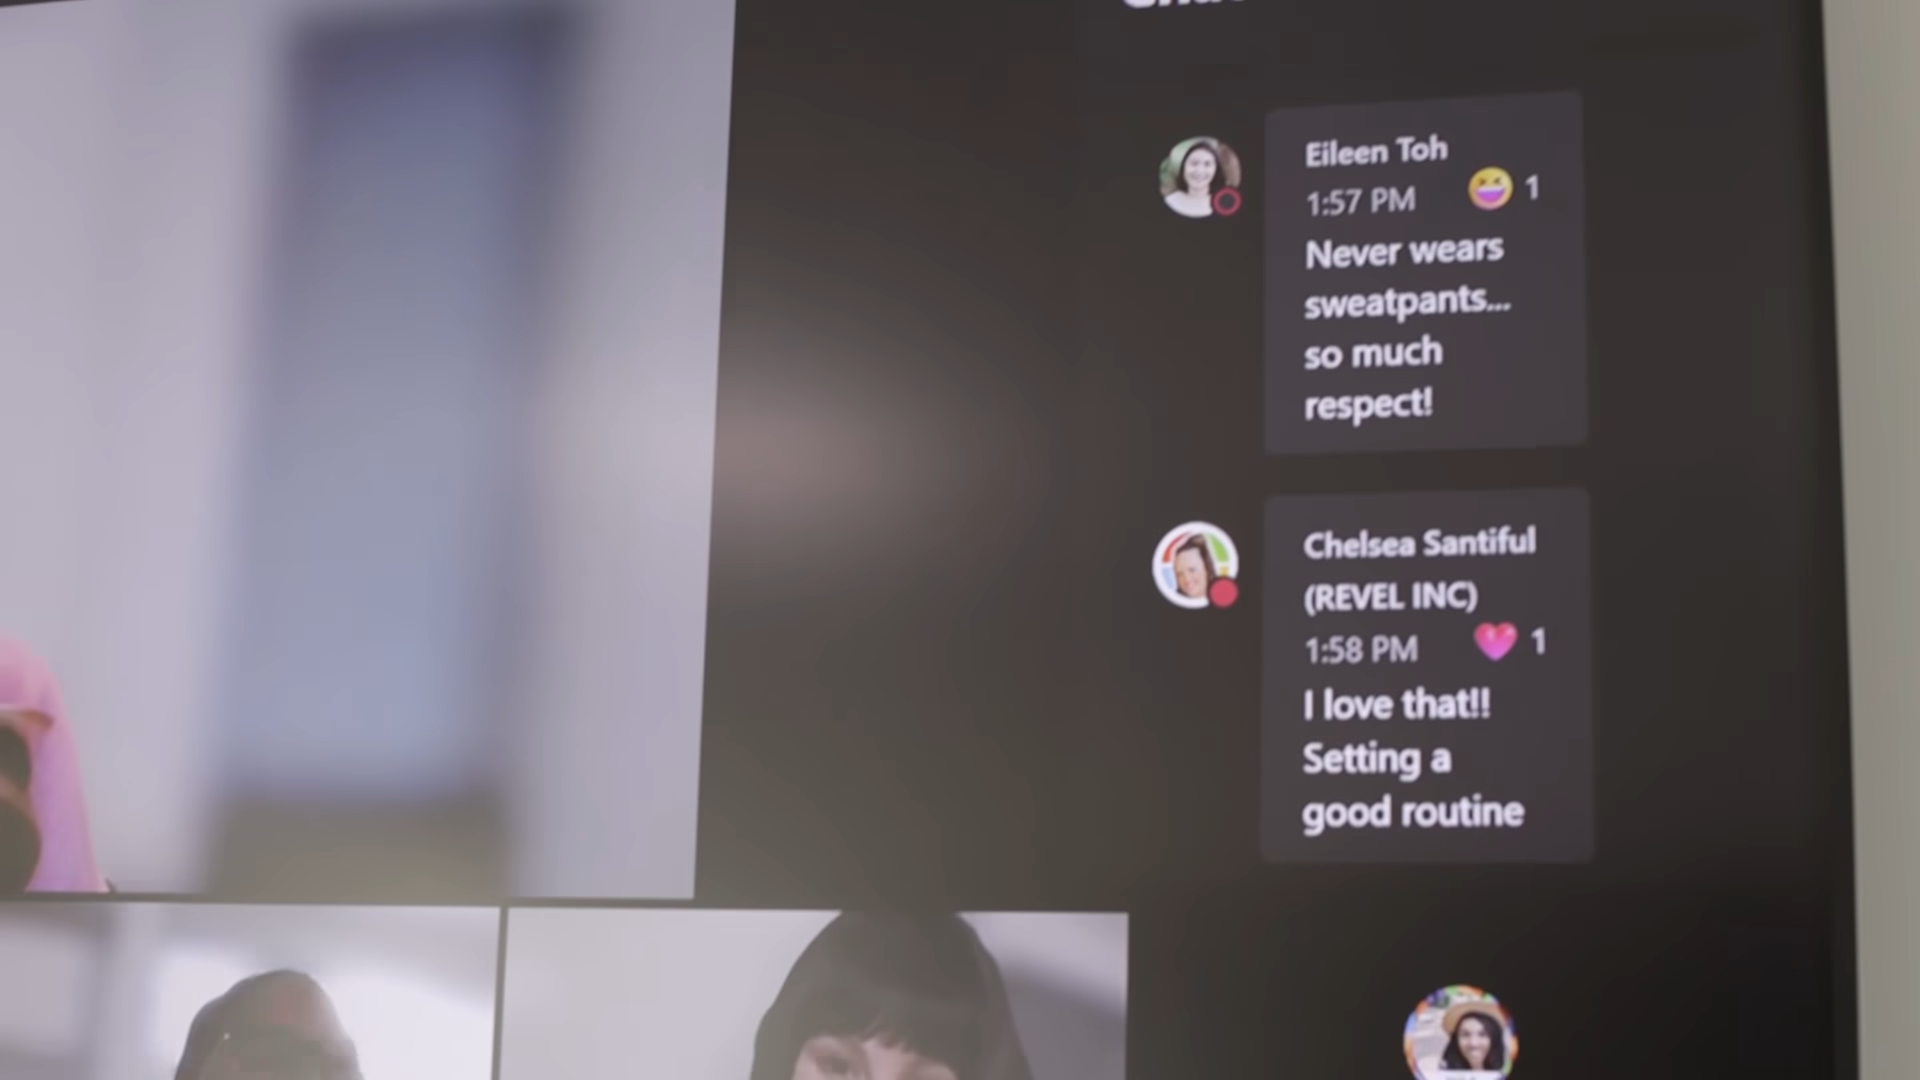 Eileen Toh
1:57 PM 😆 1
Never wears
sweatpants...
so much
respect!
Chelsea Santiful
(REVEL INC)
1:58 PM 💗 1
I love that!!
Setting a
good routine